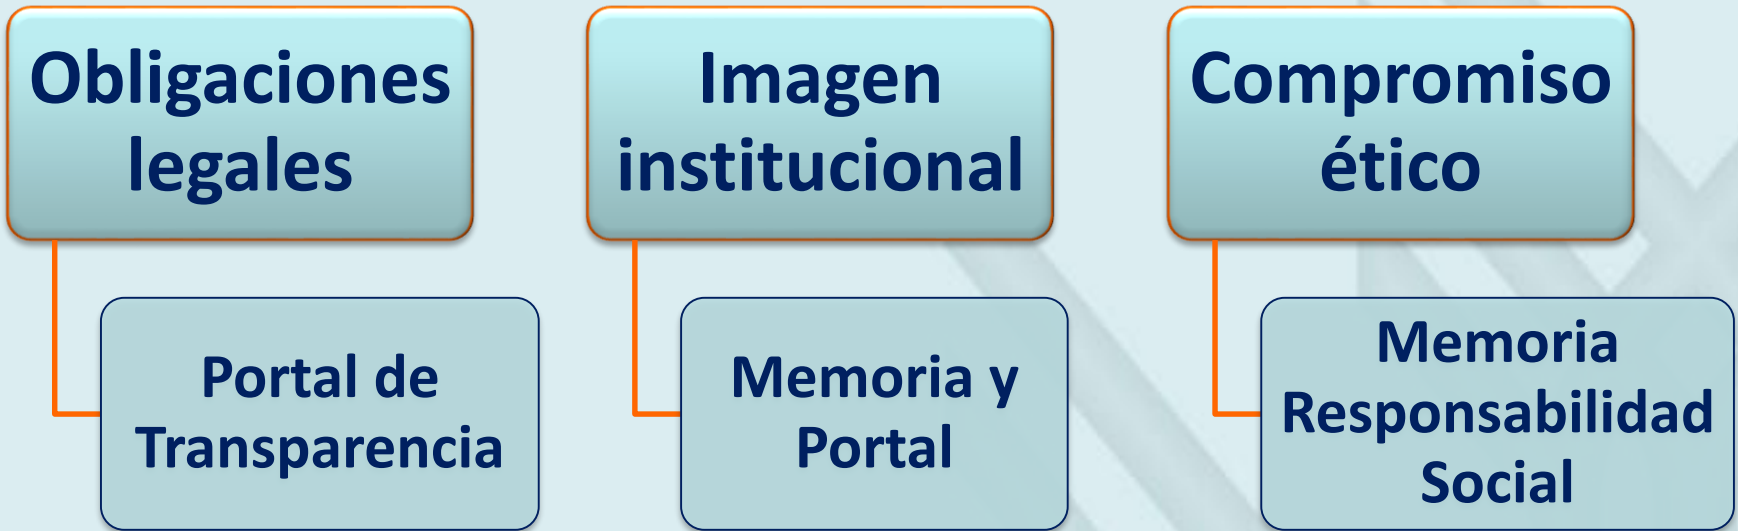 Obligaciones
legales
Portal de
Transparencia
Imagen
institucional
Memoria y
Portal
Compromiso
ético
Memoria
Responsabilidad
Social